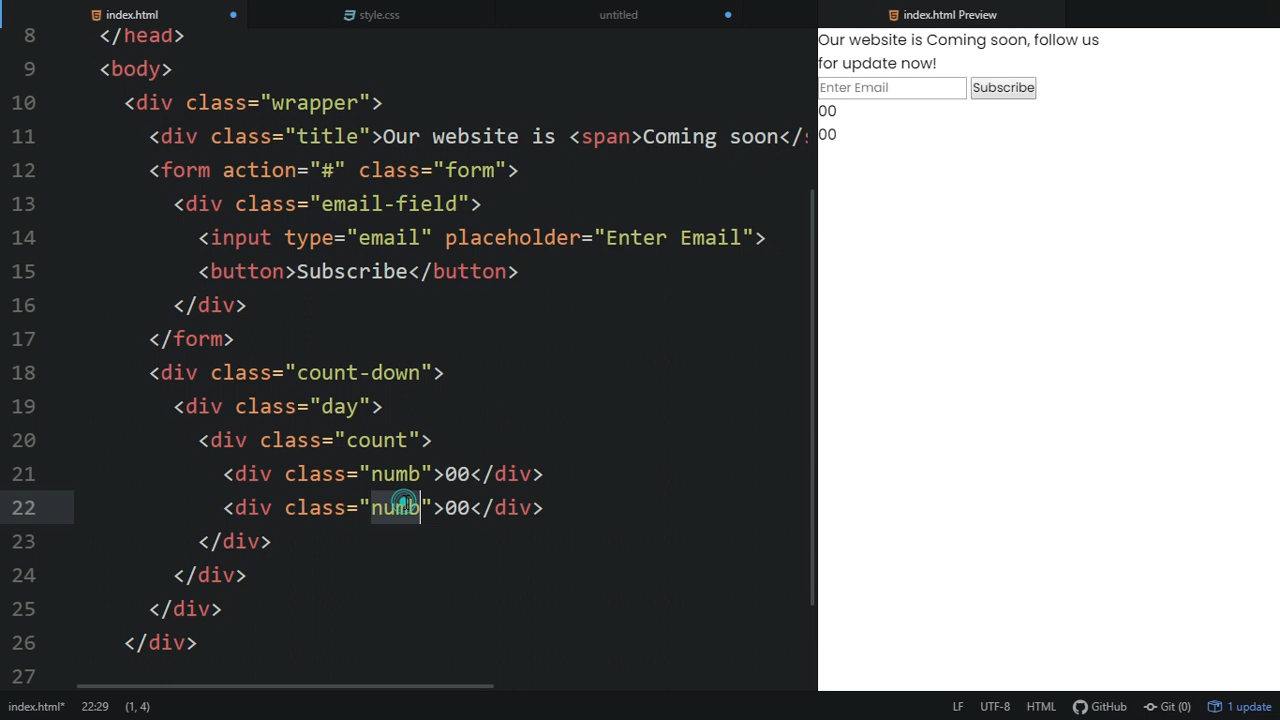 index.html
style.css
untitled
index.html Preview
8 </head>
9 <body>
10 <div class="wrapper">
11 <div class="title">Our website is <span>Coming soon</s
12 <form action="#" class="form">
13 <div class="email-field">
14 <input type="email" placeholder="Enter Email">
15 <button>Subscribe</button>
16 </div>
17 </form>
18 <div class="count-down">
19 <div class="day">
20 <div class="count">
21 <div class="numb">00</div>
22 <div class="numb">00</div>
23 </div>
24 </div>
25 </div>
26 </div>
27
Our website is Coming soon, follow us
for update now!
Enter Email Subscribe
00
00
index.html* 22:29 (1, 4) LF UTF-8 HTML GitHub Git (0) 1 update